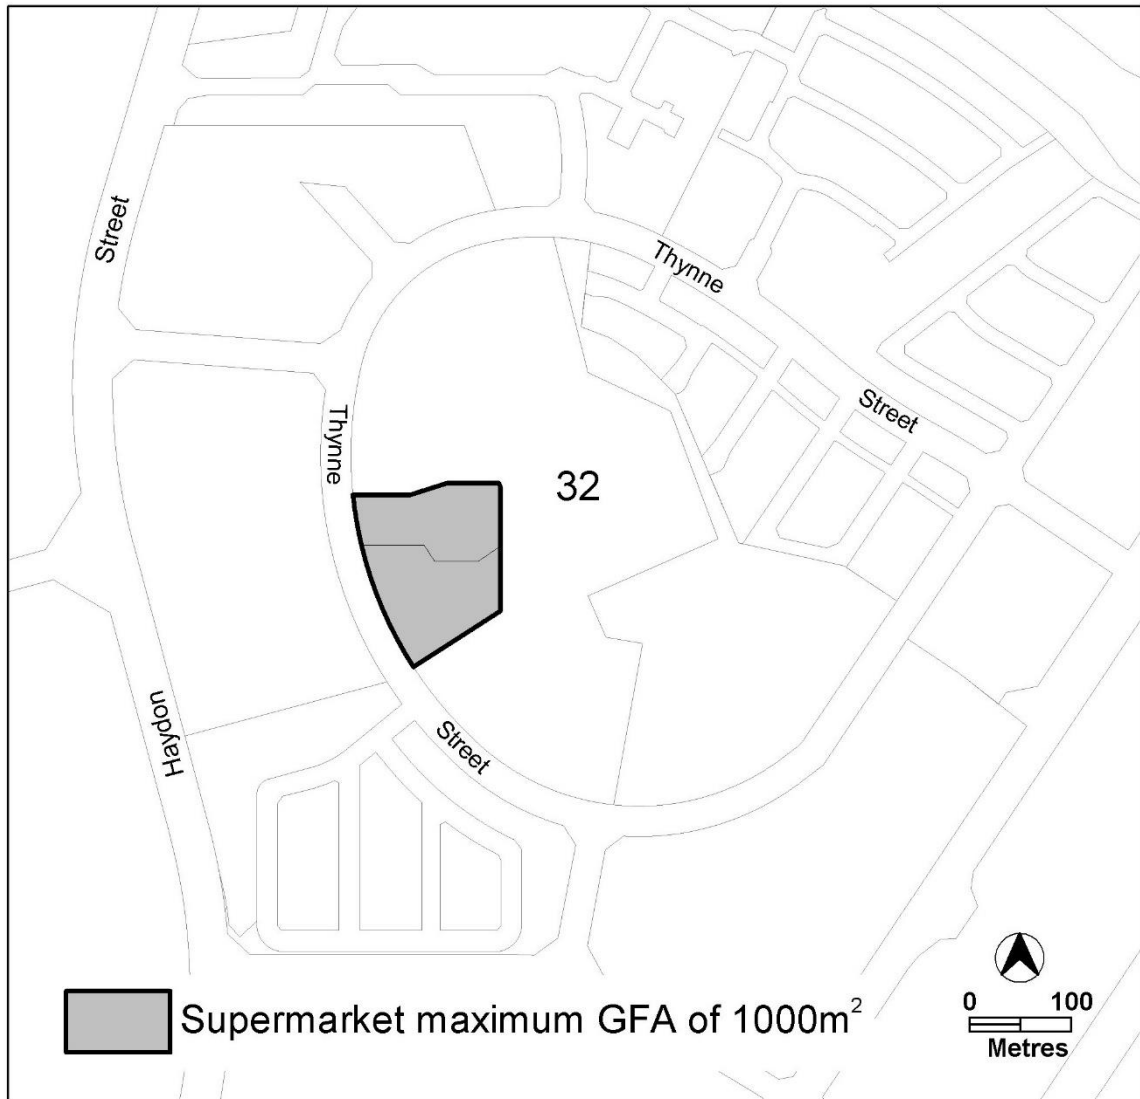 Street
Thynne
Thynne
Street
32
Haydon
Street
Supermarket maximum GFA of 1000m²
0 100
Metres